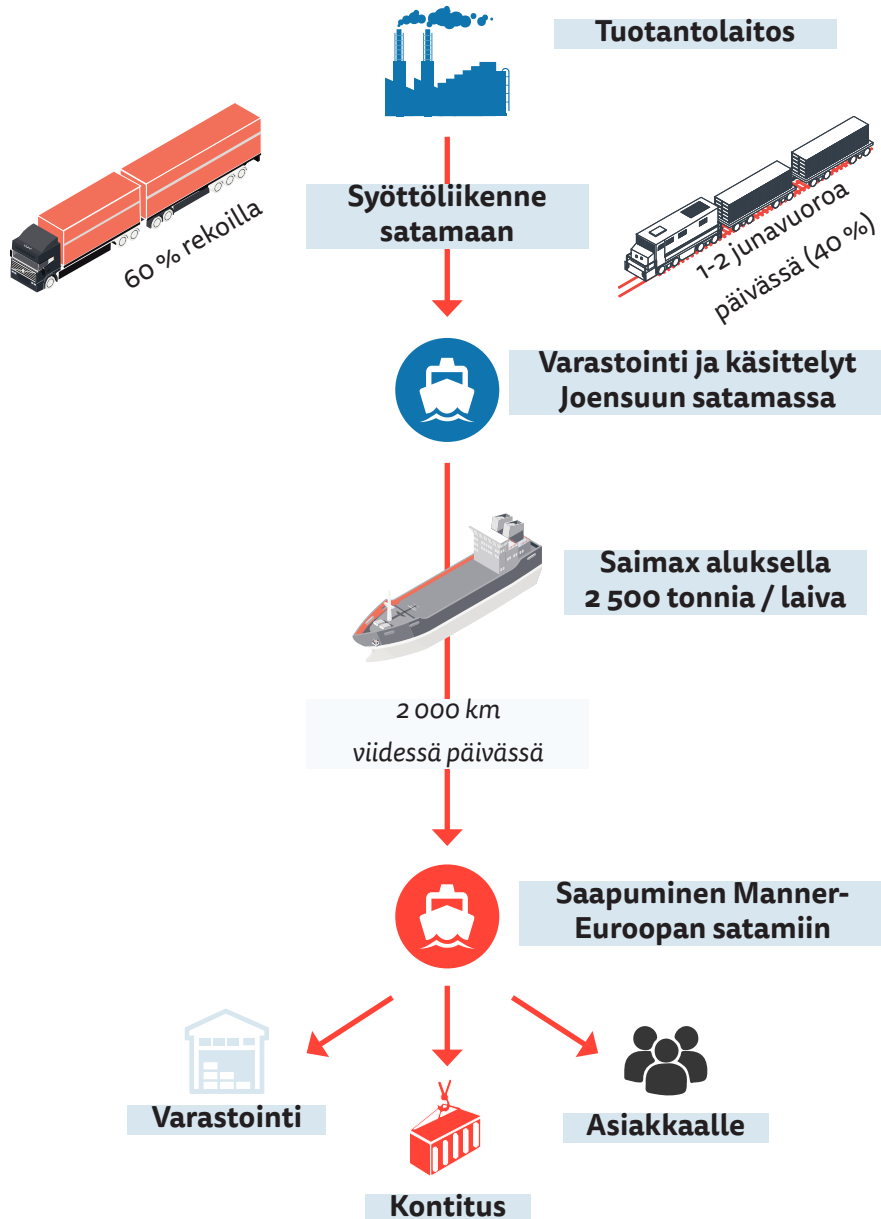 Tuotantolaitos
Syöttöliikenne
satamaan
60 % rekoilla
1-2 junavuoroa
päivässä (40 %)
Varastointi ja käsittelyt
Joensuun satamassa
Saimax aluksella
2 500 tonnia / laiva
2 000 km
viidessä päivässä
Saapuminen Manner-
Euroopan satamiin
Varastointi
Kontitus
Asiakkaalle